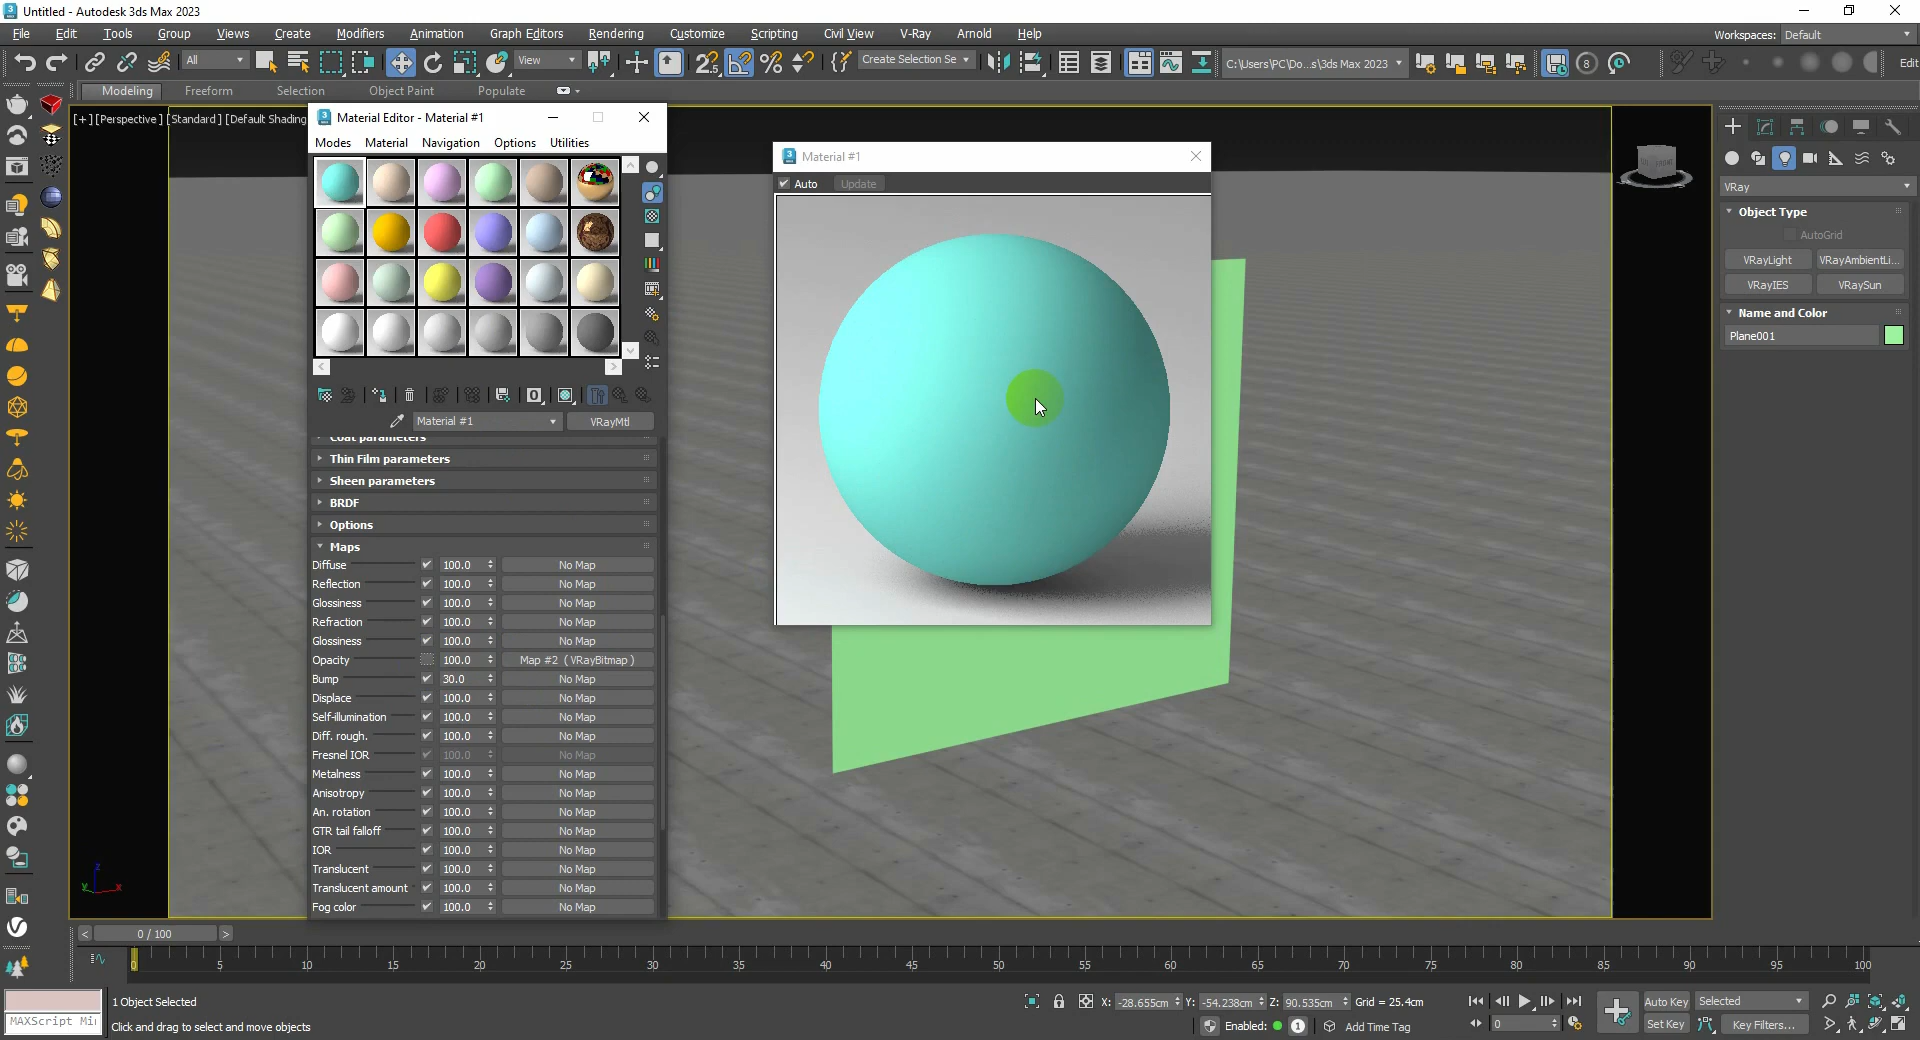 Untitled - Autodesk 3ds Max 2023
File Edit Tools Group Views Create Modifiers Animation Graph Editors Rendering Customize Scripting Civil View V-Ray Arnold Help
Workspaces: Default
All
View
Create Selection Se
C:\Users\PC\Do...s\3ds Max 2023
Edit
Modeling Freeform Selection Object Paint Populate
[+] [Perspective] [Standard] [Default Shading
Material Editor - Material #1
Modes Material Navigation Options Utilities
Material #1 VRayMtl
Coat parameters
Thin Film parameters
Sheen parameters
BRDF
Options
Maps
Diffuse 100.0 No Map
Reflection 100.0 No Map
Glossiness 100.0 No Map
Refraction 100.0 No Map
Glossiness 100.0 No Map
Opacity 100.0 Map #2 (VRayBitmap)
Bump 30.0 No Map
Displace 100.0 No Map
Self-illumination 100.0 No Map
Diff. rough. 100.0 No Map
Fresnel IOR 100.0 No Map
Metalness 100.0 No Map
Anisotropy 100.0 No Map
An. rotation 100.0 No Map
GTR tail falloff 100.0 No Map
IOR 100.0 No Map
Translucent 100.0 No Map
Translucent amount 100.0 No Map
Fog color 100.0 No Map
Material #1
Auto Update
VRay
Object Type
AutoGrid
VRayLight VRayAmbientLi...
VRayIES VRaySun
Name and Color
Plane001
z
y x
< 0 / 100 >
0 5 10 15 20 25 30 35 40 45 50 55 60 65 70 75 80 85 90 95 100
1 Object Selected
X: -28.655cm Y: -54.238cm Z: 90.535cm Grid = 25.4cm
Auto Key Selected
MAXScript Mi
Click and drag to select and move objects
Enabled: 1 Add Time Tag
0
Set Key Key Filters...